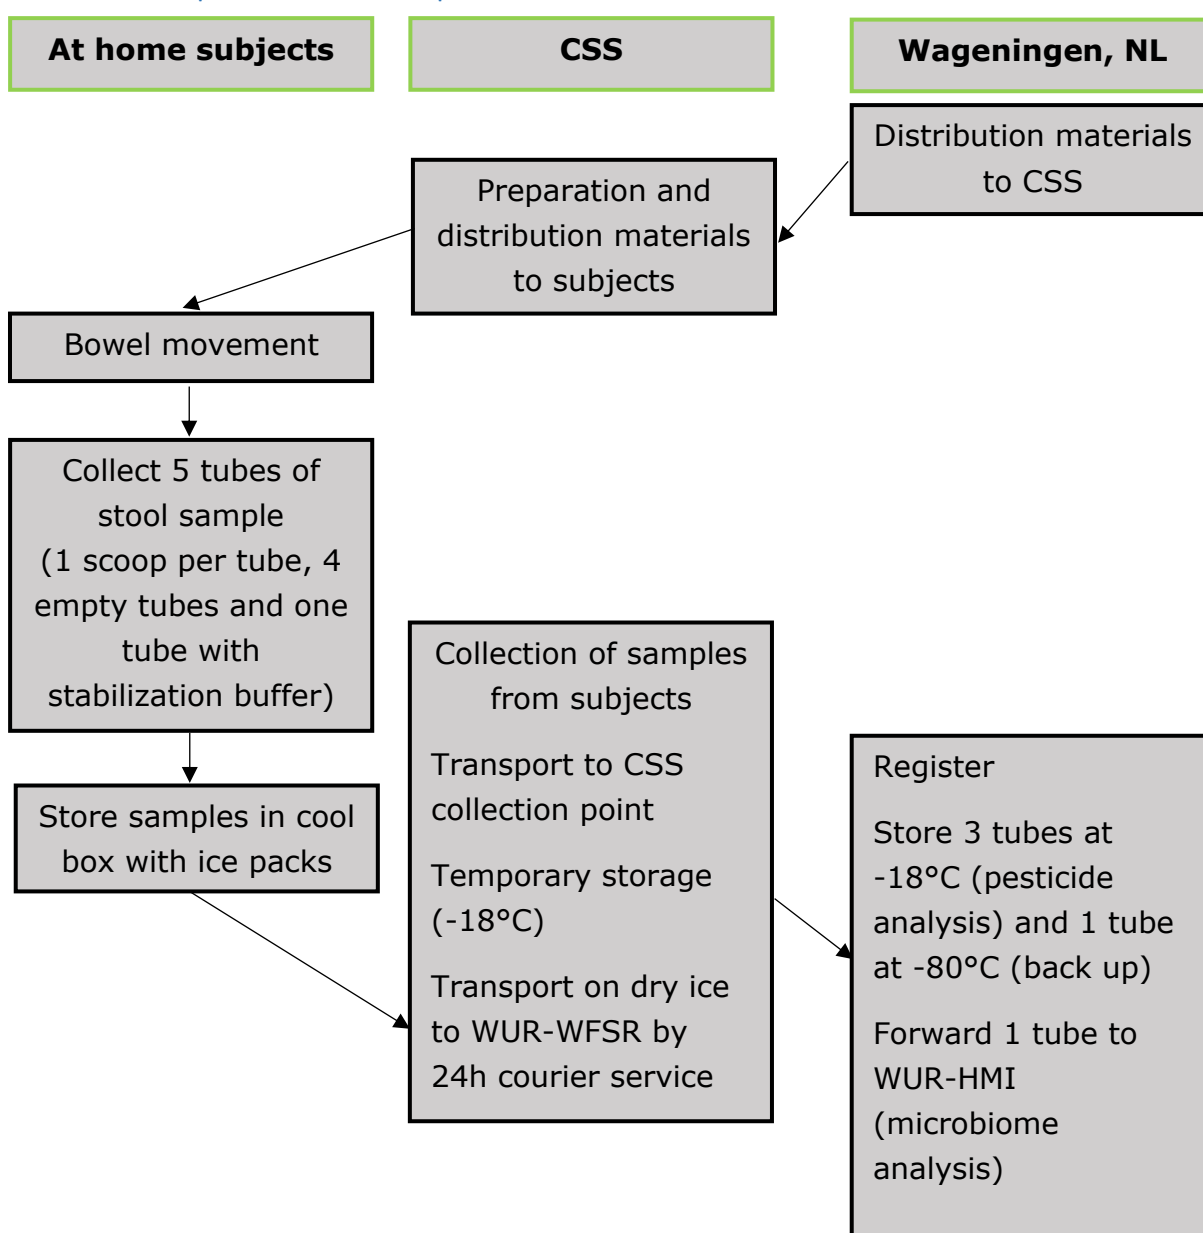 At home subjects
CSS
Wageningen, NL
Distribution materials
to CSS
Preparation and
distribution materials
to subjects
Bowel movement
Collect 5 tubes of
stool sample
(1 scoop per tube, 4
empty tubes and one
tube with
stabilization buffer)
Store samples in cool
box with ice packs
Collection of samples
from subjects
Transport to CSS
collection point
Temporary storage
(-18°C)
Transport on dry ice
to WUR-WFSR by
24h courier service
Register
Store 3 tubes at
-18°C (pesticide
analysis) and 1 tube
at -80°C (back up)
Forward 1 tube to
WUR-HMI
(microbiome
analysis)